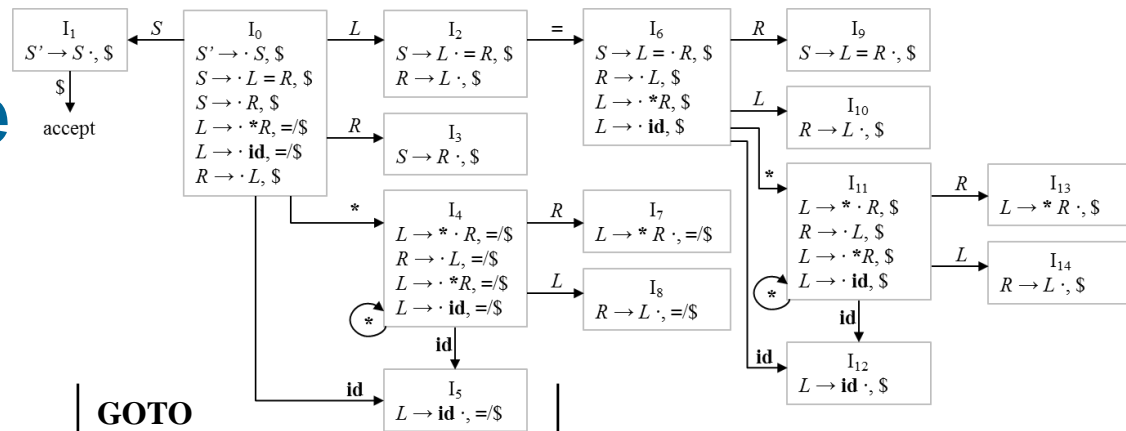 I₁
S' → S ·, $
$
accept
S
I₀
S' → · S, $
S → · L = R, $
S → · R, $
L → · *R, =/$
L → · id, =/$
R → · L, $
L
I₂
S → L · = R, $
R → L ·, $
=
I₆
S → L = · R, $
R → · L, $
L → · *R, $
L → · id, $
R
I₉
S → L = R ·, $
L
I₁₀
R → L ·, $
R
I₃
S → R ·, $
*
I₄
L → * · R, =/$
R → · L, =/$
L → · *R, =/$
L → · id, =/$
*
R
I₇
L → * R ·, =/$
L
I₈
R → L ·, =/$
*
I₁₁
L → * · R, $
R → · L, $
L → · *R, $
L → · id, $
*
R
I₁₃
L → * R ·, $
L
I₁₄
R → L ·, $
id
id
I₅
L → id ·, =/$
id
id
I₁₂
L → id ·, $
GOTO